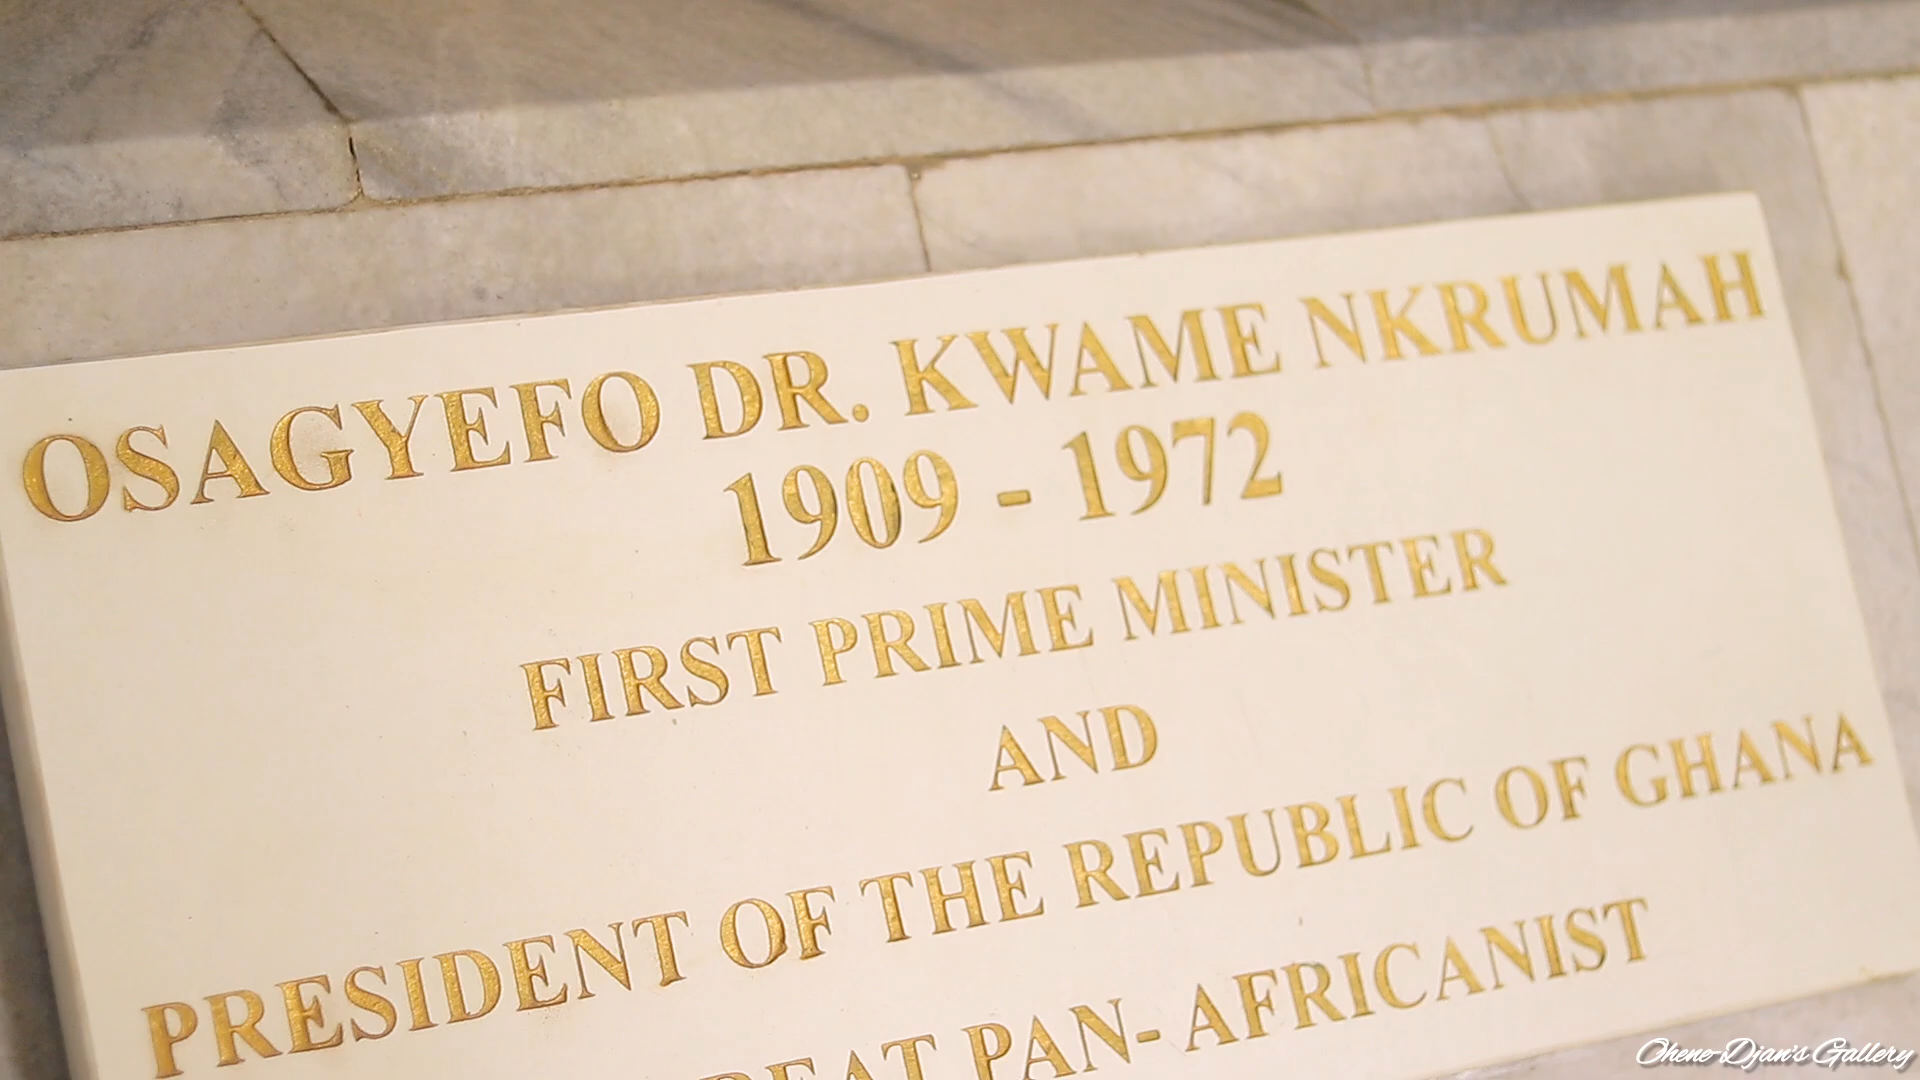 OSAGYEFO DR. KWAME NKRUMAH
1909 - 1972
FIRST PRIME MINISTER
AND
PRESIDENT OF THE REPUBLIC OF GHANA
PAN-AFRICANIST
Ohene-Djan's Gallery